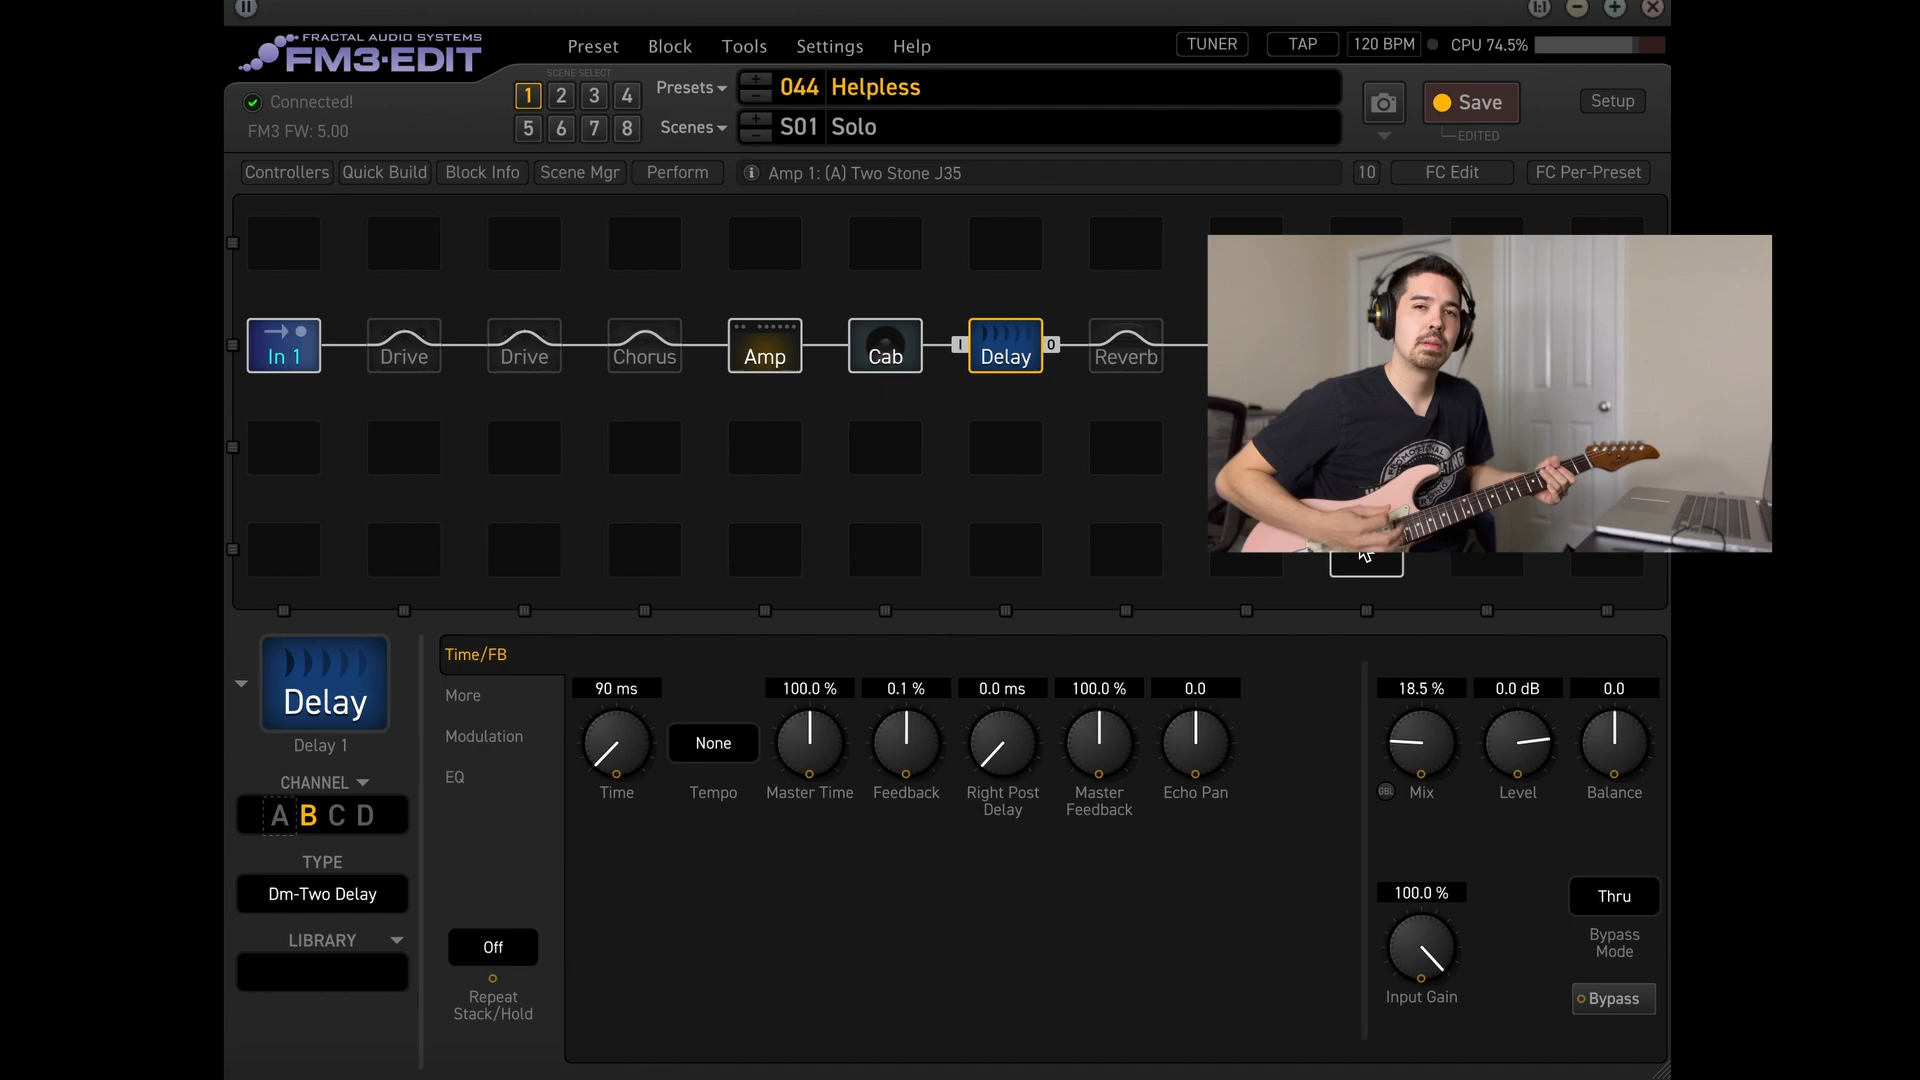 FRACTAL AUDIO SYSTEMS
FM3·EDIT
Preset Block Tools Settings Help
TUNER TAP 120 BPM CPU 74.5%
1:1
SCENE SELECT
1 2 3 4
5 6 7 8
Connected!
FM3 FW: 5.00
Presets 044 Helpless
Scenes S01 Solo
Save
EDITED
Setup
Controllers Quick Build Block Info Scene Mgr Perform Amp 1: (A) Two Stone J35 10 FC Edit FC Per-Preset
In 1 Drive Drive Chorus Amp Cab I Delay O Reverb
Delay
Delay 1
CHANNEL
A B C D
TYPE
Dm-Two Delay
LIBRARY
Time/FB
More
Modulation
EQ
Off
Repeat
Stack/Hold
90 ms 100.0 % 0.1 % 0.0 ms 100.0 % 0.0
None
Time Tempo Master Time Feedback Right Post Delay Master Feedback Echo Pan
18.5 % 0.0 dB 0.0
GBL Mix Level Balance
100.0 %
Input Gain
Thru
Bypass
Mode
Bypass